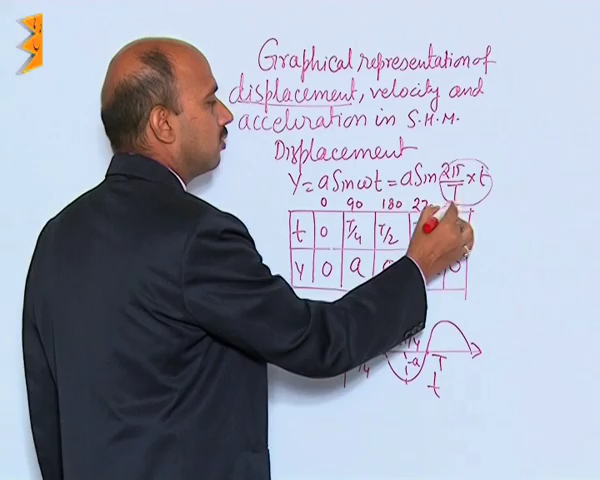 Graphical representation of
displacement, velocity and
accelration in S.H.M.
Displacement
Y = a Sin ωt = a Sin 2π/T × t
0 90 180
t 0 T/4 T/2
Y 0 a
-a T
t